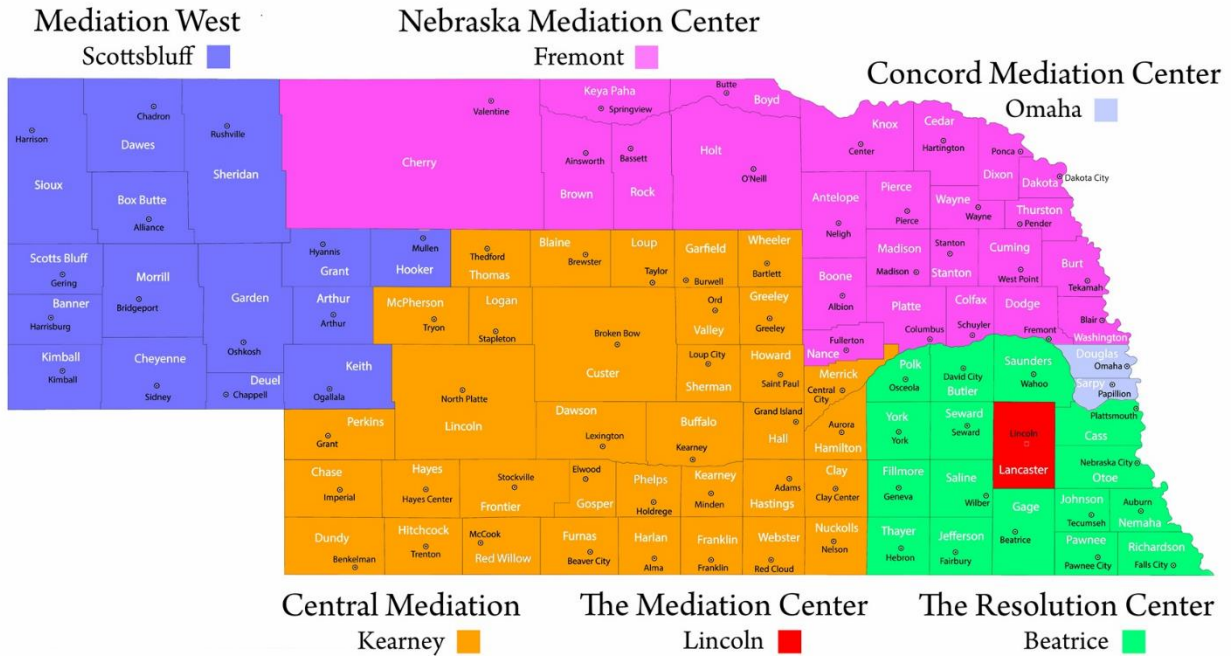 Mediation West
Scottsbluff
Nebraska Mediation Center
Fremont
Concord Mediation Center
Omaha
Harrison
Sioux
Chadron
Dawes
Rushville
Sheridan
Box Butte
Alliance
Scotts Bluff
Gering
Banner
Harrisburg
Kimball
Kimball
Morrill
Bridgeport
Cheyenne
Sidney
Garden
Oshkosh
Deuel
Chappell
Hyannis
Grant
Mullen
Hooker
Arthur
Arthur
Keith
Ogallala
Valentine
Cherry
Keya Paha
Springview
Butte
Boyd
Ainsworth
Brown
Bassett
Rock
Holt
O'Neill
Knox
Center
Cedar
Hartington
Ponca
Dixon
Dakota
Dakota City
Antelope
Neligh
Pierce
Pierce
Wayne
Wayne
Thurston
Pender
Madison
Madison
Stanton
Stanton
Cuming
West Point
Burt
Tekamah
Boone
Albion
Platte
Columbus
Colfax
Schuyler
Dodge
Fremont
Blair
Washington
Fullerton
Nance
Thedford
Thomas
Blaine
Brewster
Loup
Taylor
Garfield
Burwell
Wheeler
Bartlett
McPherson
Tryon
Logan
Stapleton
Broken Bow
Custer
Ord
Valley
Greeley
Greeley
Loup City
Sherman
Howard
Saint Paul
Merrick
Central
City
Perkins
Grant
North Platte
Lincoln
Dawson
Lexington
Buffalo
Kearney
Grand Island
Hall
Aurora
Hamilton
Chase
Imperial
Hayes
Hayes Center
Stockville
Frontier
Elwood
Gosper
Phelps
Holdrege
Kearney
Minden
Adams
Hastings
Clay
Clay Center
Dundy
Benkelman
Hitchcock
Trenton
McCook
Red Willow
Furnas
Beaver City
Harlan
Alma
Franklin
Franklin
Webster
Red Cloud
Nuckolls
Nelson
Polk
Osceola
David City
Butler
Saunders
Wahoo
Douglas
Omaha
Sarpy
Papillion
York
York
Seward
Seward
Lincoln
Lancaster
Plattsmouth
Cass
Nebraska City
Otoe
Fillmore
Geneva
Saline
Wilber
Gage
Beatrice
Johnson
Tecumseh
Auburn
Nemaha
Thayer
Hebron
Jefferson
Fairbury
Pawnee
Pawnee City
Richardson
Falls City
Central Mediation
Kearney
The Mediation Center
Lincoln
The Resolution Center
Beatrice